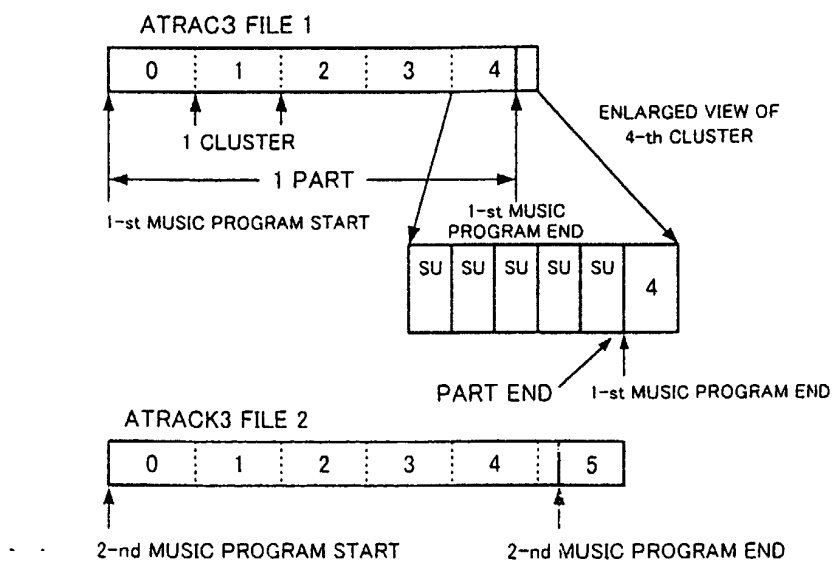 ATRAC3 FILE 1
0 1 2 3 4
ENLARGED VIEW OF
4-th CLUSTER
1 CLUSTER
1 PART
1-st MUSIC PROGRAM START
1-st MUSIC
PROGRAM END
SU SU SU SU SU 4
PART END
1-st MUSIC PROGRAM END
ATRACK3 FILE 2
0 1 2 3 4 5
2-nd MUSIC PROGRAM START
2-nd MUSIC PROGRAM END